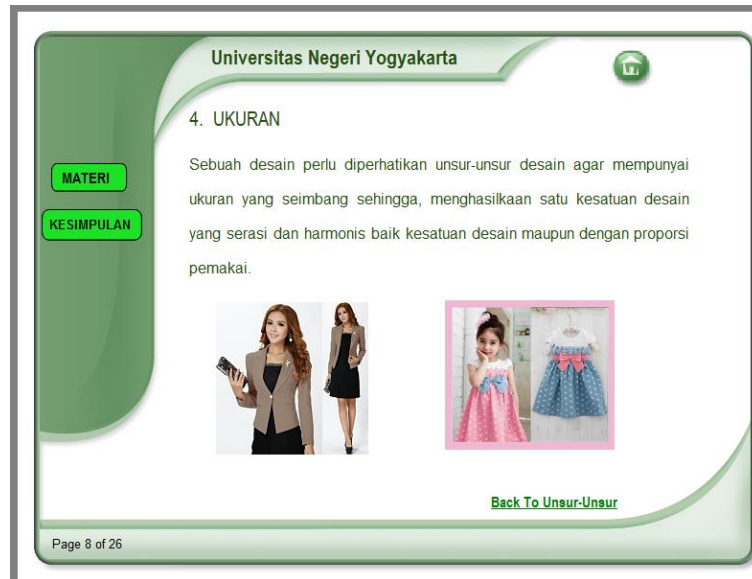 Universitas Negeri Yogyakarta
4. UKURAN
MATERI
KESIMPULAN
Sebuah desain perlu diperhatikan unsur-unsur desain agar mempunyai
ukuran yang seimbang sehingga, menghasilkaan satu kesatuan desain
yang serasi dan harmonis baik kesatuan desain maupun dengan proporsi
pemakai.
Back To Unsur-Unsur
Page 8 of 26